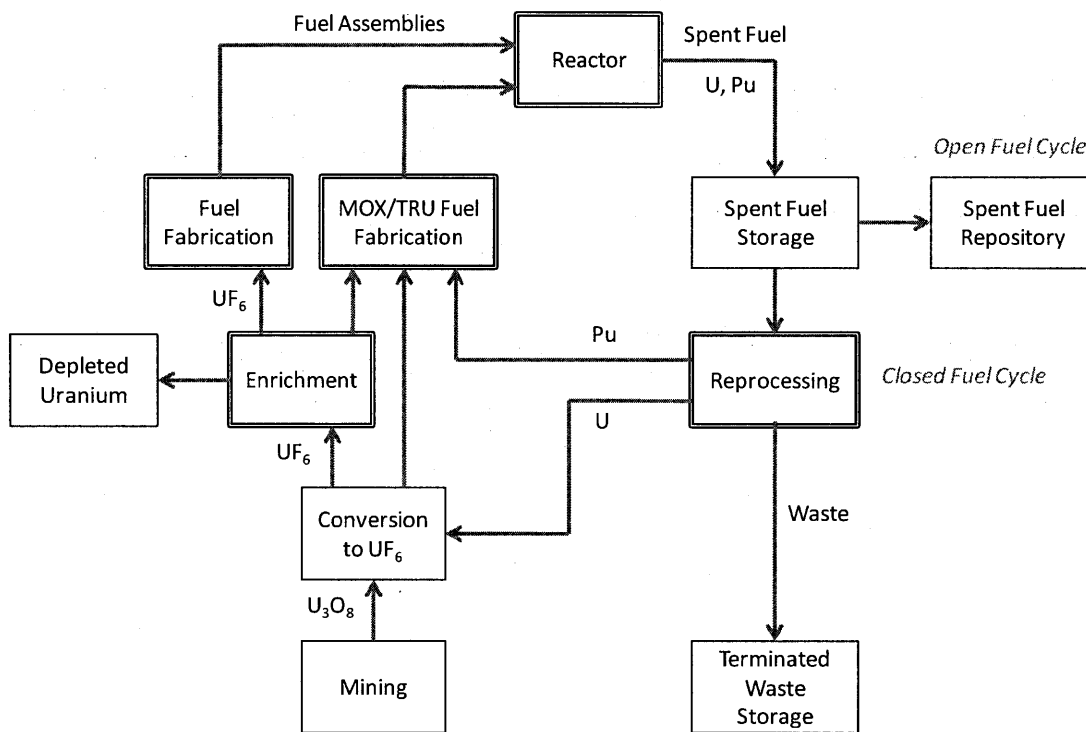 Fuel Assemblies
Reactor
Spent Fuel
U, Pu
Open Fuel Cycle
Fuel
Fabrication
MOX/TRU Fuel
Fabrication
Spent Fuel
Storage
Spent Fuel
Repository
UF₆
Depleted
Uranium
Enrichment
Pu
Reprocessing
Closed Fuel Cycle
U
UF₆
Conversion
to UF₆
Waste
U₃O₈
Mining
Terminated
Waste
Storage